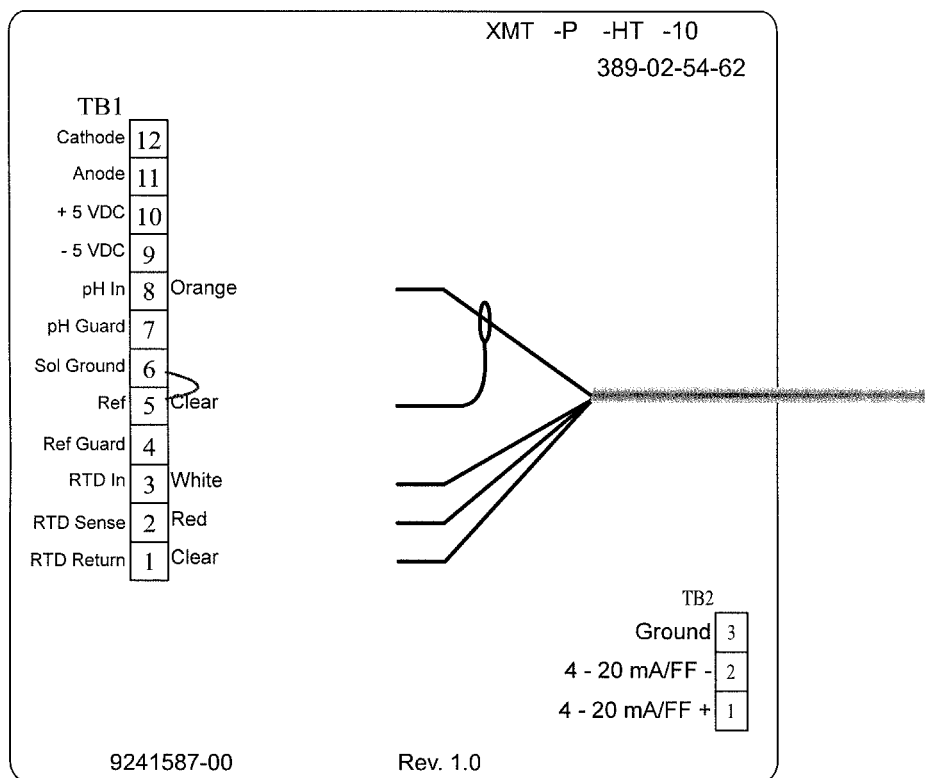 XMT -P -HT -10
389-02-54-62
TB1
Cathode 12
Anode 11
+ 5 VDC 10
- 5 VDC 9
pH In 8 Orange
pH Guard 7
Sol Ground 6
Ref 5 Clear
Ref Guard 4
RTD In 3 White
RTD Sense 2 Red
RTD Return 1 Clear
TB2
Ground 3
4 - 20 mA/FF - 2
4 - 20 mA/FF + 1
9241587-00 Rev. 1.0